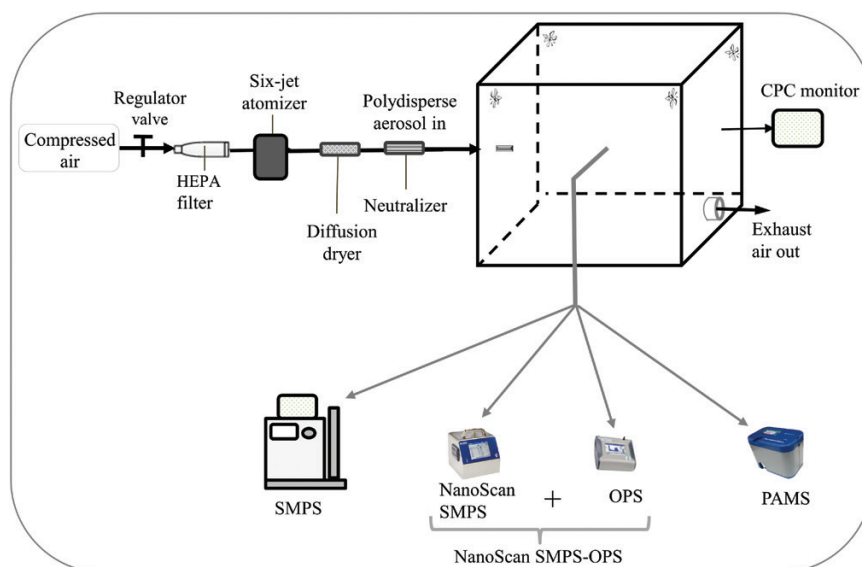 Six-jet
atomizer
Regulator
valve
Polydisperse
aerosol in
CPC monitor
Compressed
air
HEPA
filter
Neutralizer
Diffusion
dryer
Exhaust
air out
SMPS
NanoScan
SMPS
+
OPS
PAMS
NanoScan SMPS-OPS